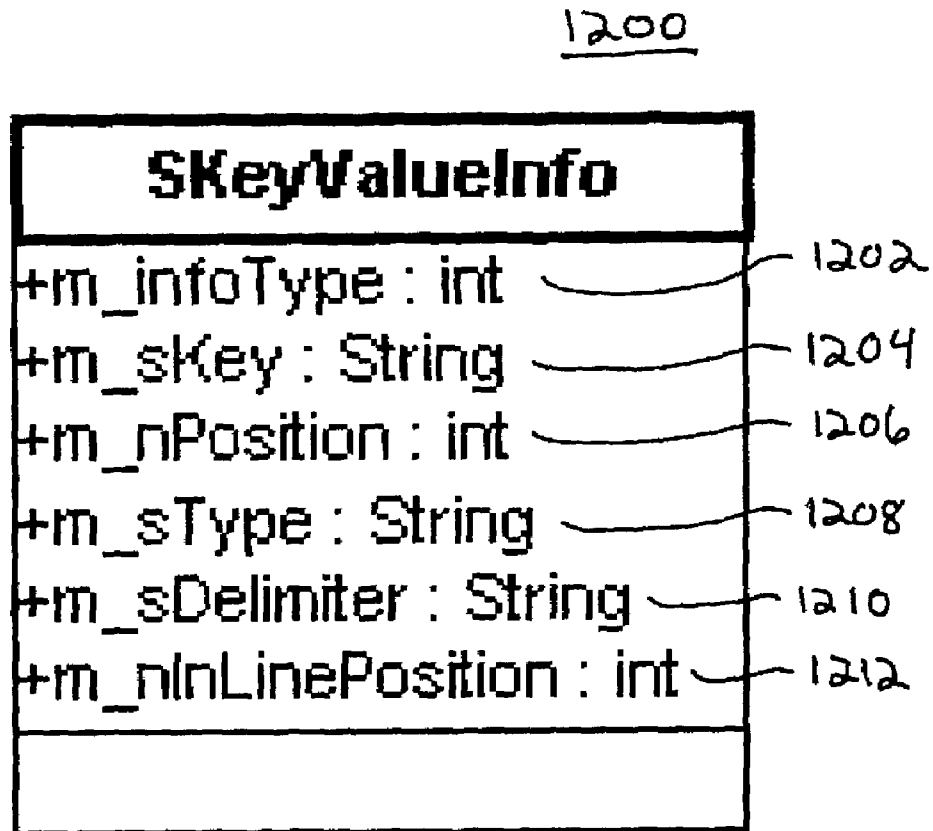 1200
SKeyValueInfo
+m_infoType : int 1202
+m_sKey : String 1204
+m_nPosition : int 1206
+m_sType : String 1208
+m_sDelimiter : String 1210
+m_nInLinePosition : int 1212